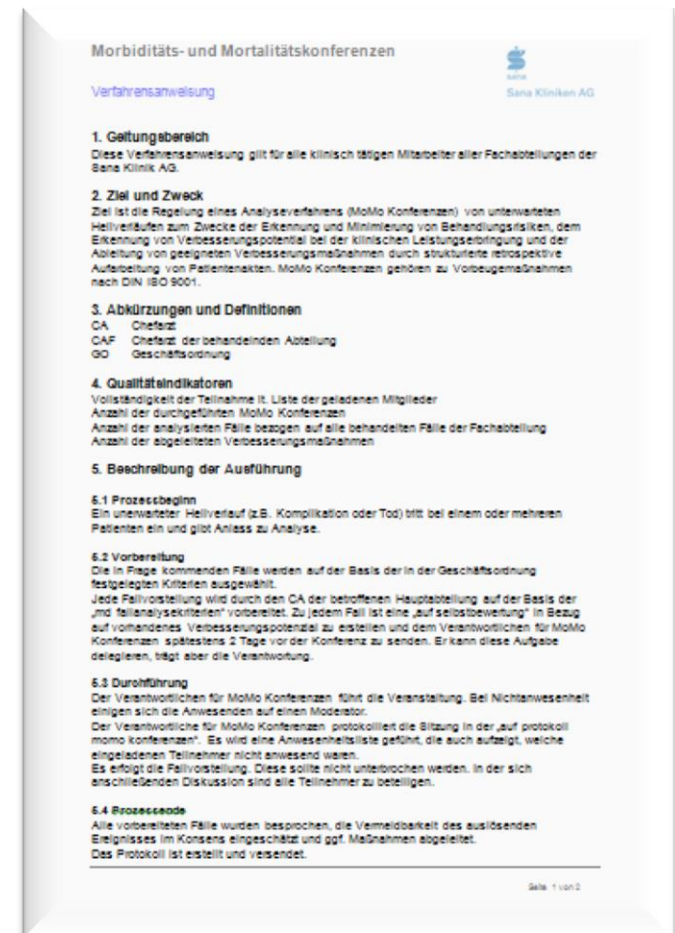 Morbiditäts- und Mortalitätskonferenzen
sana
Verfahrensanweisung
Sana Kliniken AG
1. Geltungsbereich
Diese Verfahrensanweisung gilt für alle klinisch tätigen Mitarbeiter aller Fachabteilungen der
Sana Klinik AG.
2. Ziel und Zweck
Ziel ist die Regelung eines Analyseverfahrens (MoMo Konferenzen) von unterwarteten
Heilverläufen zum Zwecke der Erkennung und Minimierung von Behandlungsrisiken, dem
Erkennung von Verbesserungspotential bei der klinischen Leistungserbringung und der
Ableitung von geeigneten Verbesserungsmaßnahmen durch strukturierte retrospektive
Aufarbeitung von Patientenakten. MoMo Konferenzen gehören zu Vorbeugemaßnahmen
nach DIN ISO 9001.
3. Abkürzungen und Definitionen
CA Chefarzt
CAF Chefarzt der behandelnden Abteilung
GO Geschäftsordnung
4. Qualitätsindikatoren
Vollständigkeit der Teilnahme lt. Liste der geladenen Mitglieder
Anzahl der durchgeführten MoMo Konferenzen
Anzahl der analysierten Fälle bezogen auf alle behandelten Fälle der Fachabteilung
Anzahl der abgeleiteten Verbesserungsmaßnahmen
5. Beschreibung der Ausführung
5.1 Prozessbeginn
Ein unerwarteter Heilverlauf (z.B. Komplikation oder Tod) tritt bei einem oder mehreren
Patienten ein und gibt Anlass zu Analyse.
5.2 Vorbereitung
Die in Frage kommenden Fälle werden auf der Basis der in der Geschäftsordnung
festgelegten Kriterien ausgewählt.
Jede Fallvorstellung wird durch den CA der betroffenen Hauptabteilung auf der Basis der
„md fallanalysekriterien“ vorbereitet. Zu jedem Fall ist eine „auf selbstbewertung“ in Bezug
auf vorhandenes Verbesserungspotenzial zu erstellen und dem Verantwortlichen für MoMo
Konferenzen spätestens 2 Tage vor der Konferenz zu senden. Er kann diese Aufgabe
delegieren, trägt aber die Verantwortung.
5.3 Durchführung
Der Verantwortlichen für MoMo Konferenzen führt die Veranstaltung. Bei Nichtanwesenheit
einigen sich die Anwesenden auf einen Moderator.
Der Verantwortliche für MoMo Konferenzen protokolliert die Sitzung in der „auf protokoll
momo konferenzen“. Es wird eine Anwesenheitsliste geführt, die auch aufzeigt, welche
eingeladenen Teilnehmer nicht anwesend waren.
Es erfolgt die Fallvorstellung. Diese sollte nicht unterbrochen werden. In der sich
anschließenden Diskussion sind alle Teilnehmer zu beteiligen.
5.4 Prozessende
Alle vorbereiteten Fälle wurden besprochen, die Vermeidbarkeit des auslösenden
Ereignisses im Konsens eingeschätzt und ggf. Maßnahmen abgeleitet.
Das Protokoll ist erstellt und versendet.
Seite 1 von 2